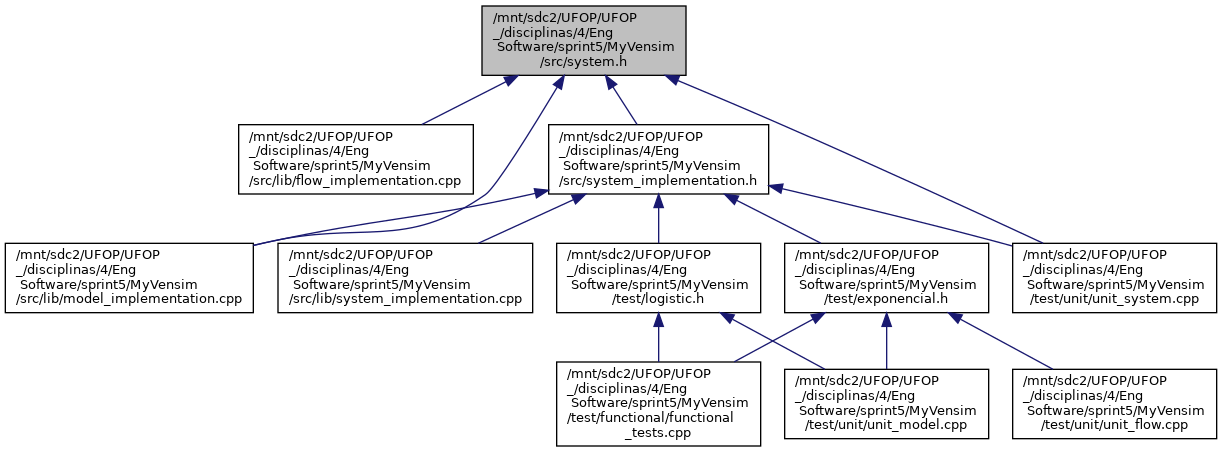 /mnt/sdc2/UFOP/UFOP
_/disciplinas/4/Eng
Software/sprint5/MyVensim
/src/system.h
/mnt/sdc2/UFOP/UFOP
_/disciplinas/4/Eng
Software/sprint5/MyVensim
/src/lib/flow_implementation.cpp
/mnt/sdc2/UFOP/UFOP
_/disciplinas/4/Eng
Software/sprint5/MyVensim
/src/system_implementation.h
/mnt/sdc2/UFOP/UFOP
_/disciplinas/4/Eng
Software/sprint5/MyVensim
/src/lib/model_implementation.cpp
/mnt/sdc2/UFOP/UFOP
_/disciplinas/4/Eng
Software/sprint5/MyVensim
/src/lib/system_implementation.cpp
/mnt/sdc2/UFOP/UFOP
_/disciplinas/4/Eng
Software/sprint5/MyVensim
/test/logistic.h
/mnt/sdc2/UFOP/UFOP
_/disciplinas/4/Eng
Software/sprint5/MyVensim
/test/exponencial.h
/mnt/sdc2/UFOP/UFOP
_/disciplinas/4/Eng
Software/sprint5/MyVensim
/test/unit/unit_system.cpp
/mnt/sdc2/UFOP/UFOP
_/disciplinas/4/Eng
Software/sprint5/MyVensim
/test/functional/functional
_tests.cpp
/mnt/sdc2/UFOP/UFOP
_/disciplinas/4/Eng
Software/sprint5/MyVensim
/test/unit/unit_model.cpp
/mnt/sdc2/UFOP/UFOP
_/disciplinas/4/Eng
Software/sprint5/MyVensim
/test/unit/unit_flow.cpp